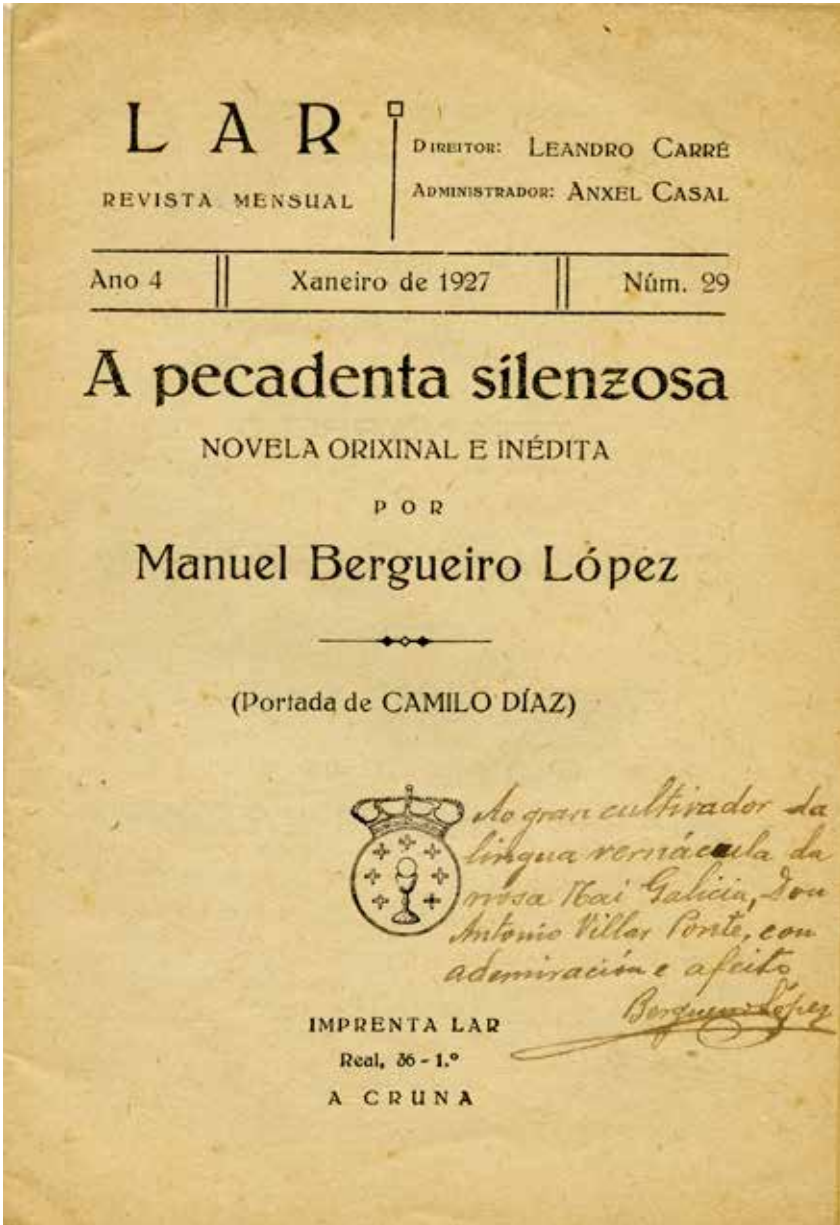 LAR
REVISTA MENSUAL
DIREITOR: LEANDRO CARRÉ
ADMINISTRADOR: ANXEL CASAL
Ano 4 Xaneiro de 1927 Núm. 29
A pecadenta silenzosa
NOVELA ORIXINAL E INÉDITA
POR
Manuel Bergueiro López
(Portada de CAMILO DÍAZ)
Ao gran cultivador da
lingua vernácula da
nosa Nai Galicia, Don
Antonio Villar Ponte, con
ademiración e afeito
Bergueiro López
IMPRENTA LAR
Real, 36 - 1.º
A CRUNA